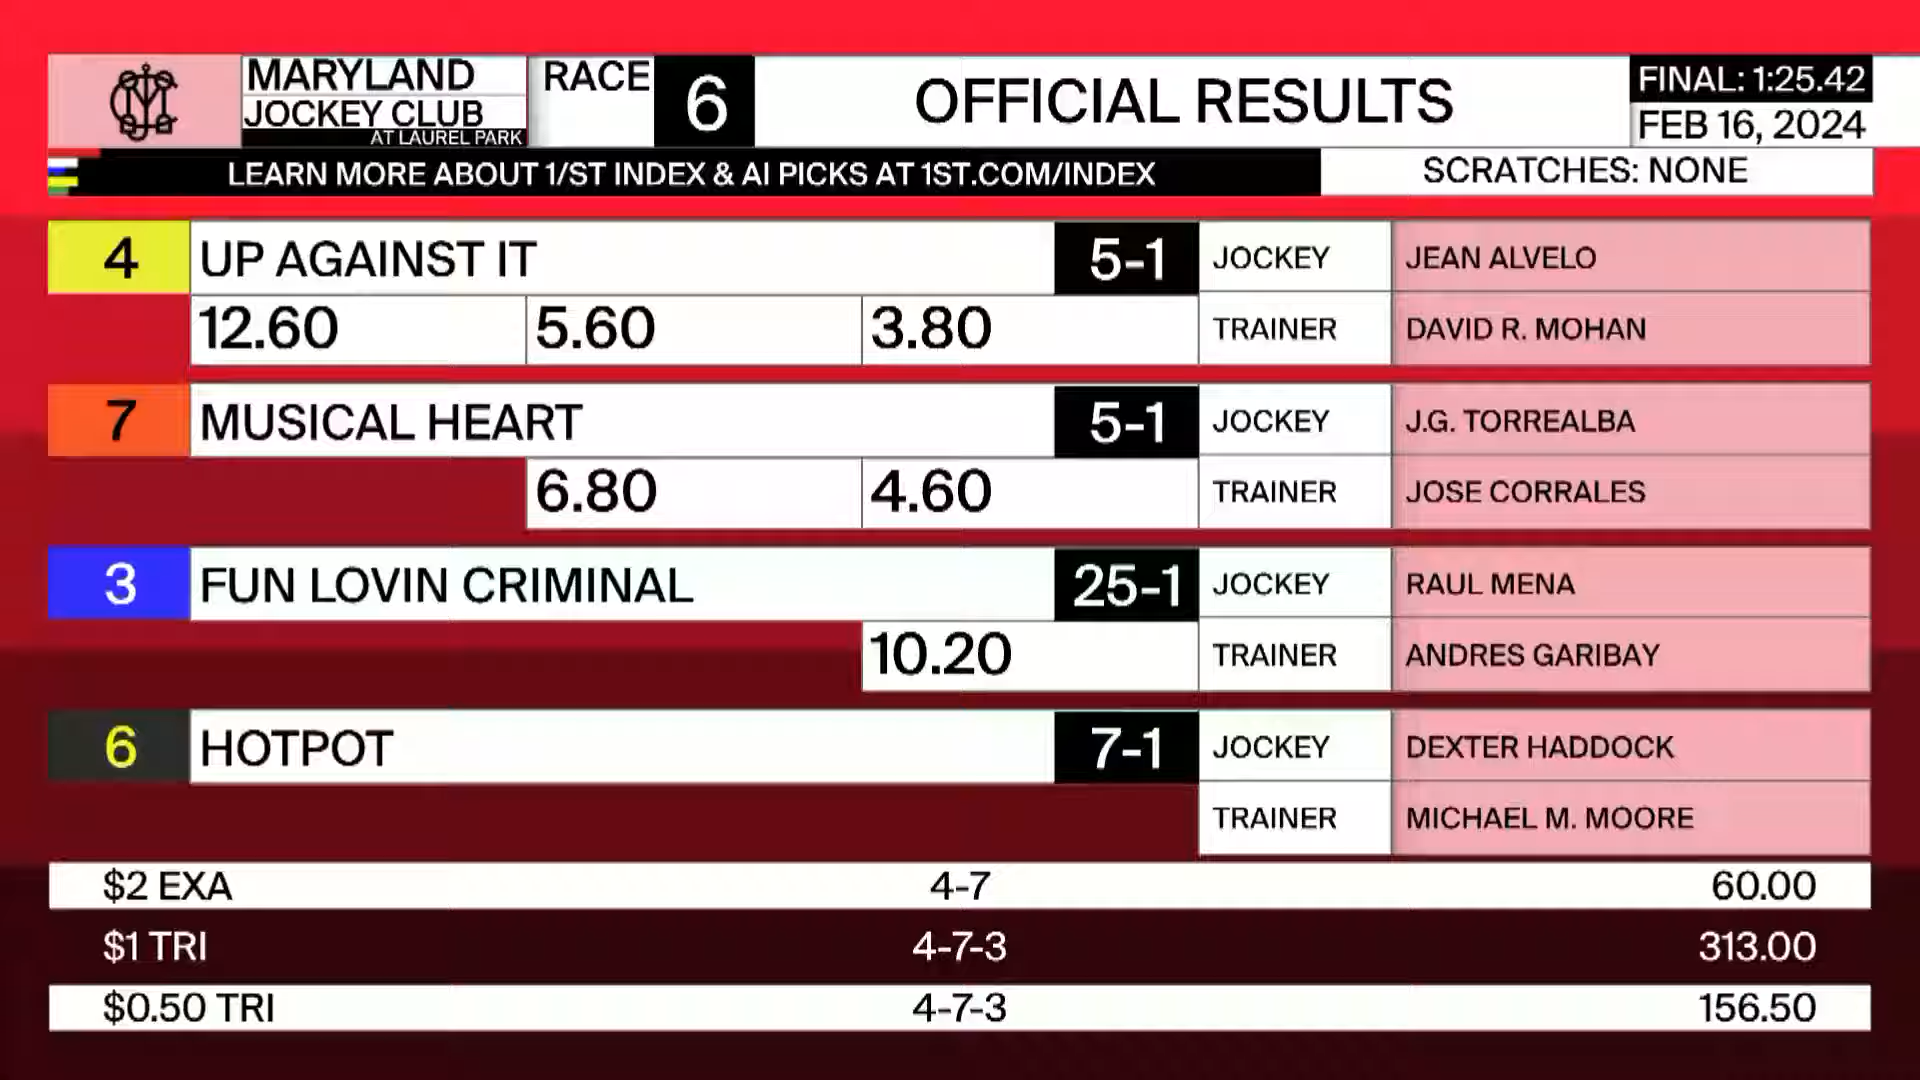 MARYLAND
JOCKEY CLUB
AT LAUREL PARK
RACE 6
OFFICIAL RESULTS
FINAL: 1:25.42
FEB 16, 2024
LEARN MORE ABOUT 1/ST INDEX & AI PICKS AT 1ST.COM/INDEX
SCRATCHES: NONE
4 UP AGAINST IT 5-1 JOCKEY JEAN ALVELO
12.60 5.60 3.80 TRAINER DAVID R. MOHAN
7 MUSICAL HEART 5-1 JOCKEY J.G. TORREALBA
6.80 4.60 TRAINER JOSE CORRALES
3 FUN LOVIN CRIMINAL 25-1 JOCKEY RAUL MENA
10.20 TRAINER ANDRES GARIBAY
6 HOTPOT 7-1 JOCKEY DEXTER HADDOCK
TRAINER MICHAEL M. MOORE
$2 EXA 4-7 60.00
$1 TRI 4-7-3 313.00
$0.50 TRI 4-7-3 156.50